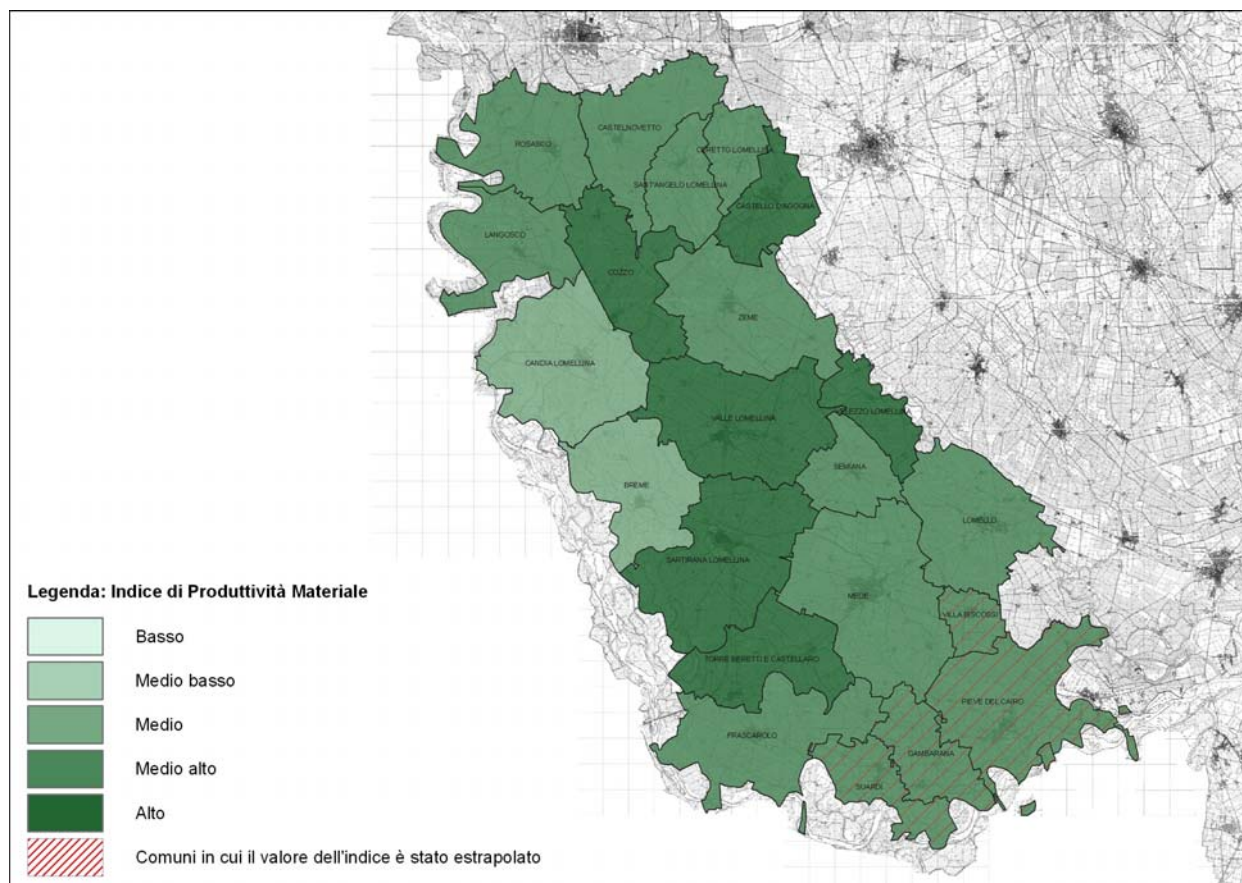 CASTELNOVETTO
ROSASCO
CERETTO LOMELLINA
SANT'ANGELO LOMELLINA
CASTELLO D'AGOGNA
LANGOSCO
COZZO
ZEME
CANDIA LOMELLINA
VALLE LOMELLINA
SEMIANA
BREME
LOMELLO
SARTIRANA LOMELLINA
MEDE
VILLA BISCOSSI
TORRE BERETTI E CASTELLARO
PIEVE DEL CAIRO
FRASCAROLO
GAMBARANA
SUARDI
Legenda: Indice di Produttività Materiale
Basso
Medio basso
Medio
Medio alto
Alto
Comuni in cui il valore dell'indice è stato estrapolato